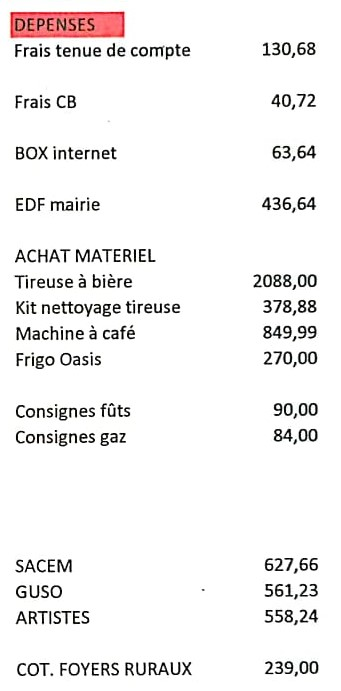 DEPENSES
Frais tenue de compte 130,68
Frais CB 40,72
BOX internet 63,64
EDF mairie 436,64
ACHAT MATERIEL
Tireuse à bière 2088,00
Kit nettoyage tireuse 378,88
Machine à café 849,99
Frigo Oasis 270,00
Consignes fûts 90,00
Consignes gaz 84,00
SACEM 627,66
GUSO 561,23
ARTISTES 558,24
COT. FOYERS RURAUX 239,00